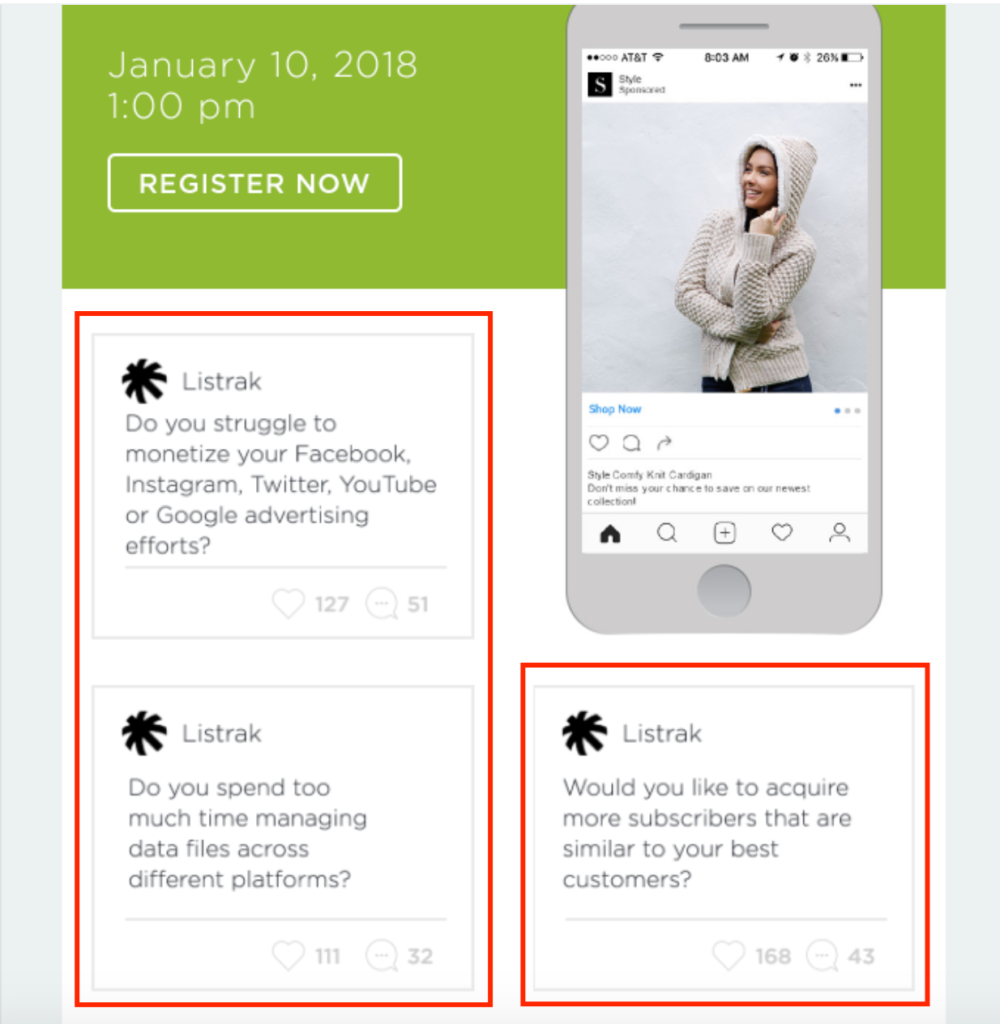 January 10, 2018
1:00 pm
REGISTER NOW
AT&T 8:03 AM 26%
S
Style
Sponsored
Shop Now
Style Comfy Knit Cardigan
Don't miss your chance to save on our newest
collection!
Listrak
Do you struggle to
monetize your Facebook,
Instagram, Twitter, YouTube
or Google advertising
efforts?
127 51
Listrak
Do you spend too
much time managing
data files across
different platforms?
111 32
Listrak
Would you like to acquire
more subscribers that are
similar to your best
customers?
168 43